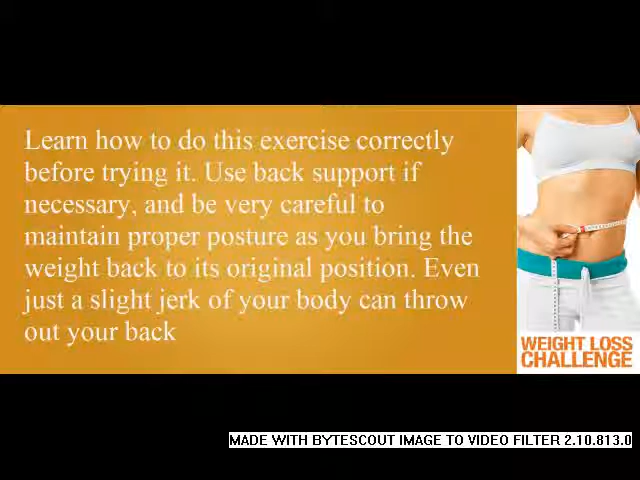 Learn how to do this exercise correctly
before trying it. Use back support if
necessary, and be very careful to
maintain proper posture as you bring the
weight back to its original position. Even
just a slight jerk of your body can throw
out your back
WEIGHT LOSS
CHALLENGE
MADE WITH BYTESCOUT IMAGE TO VIDEO FILTER 2.10.813.0